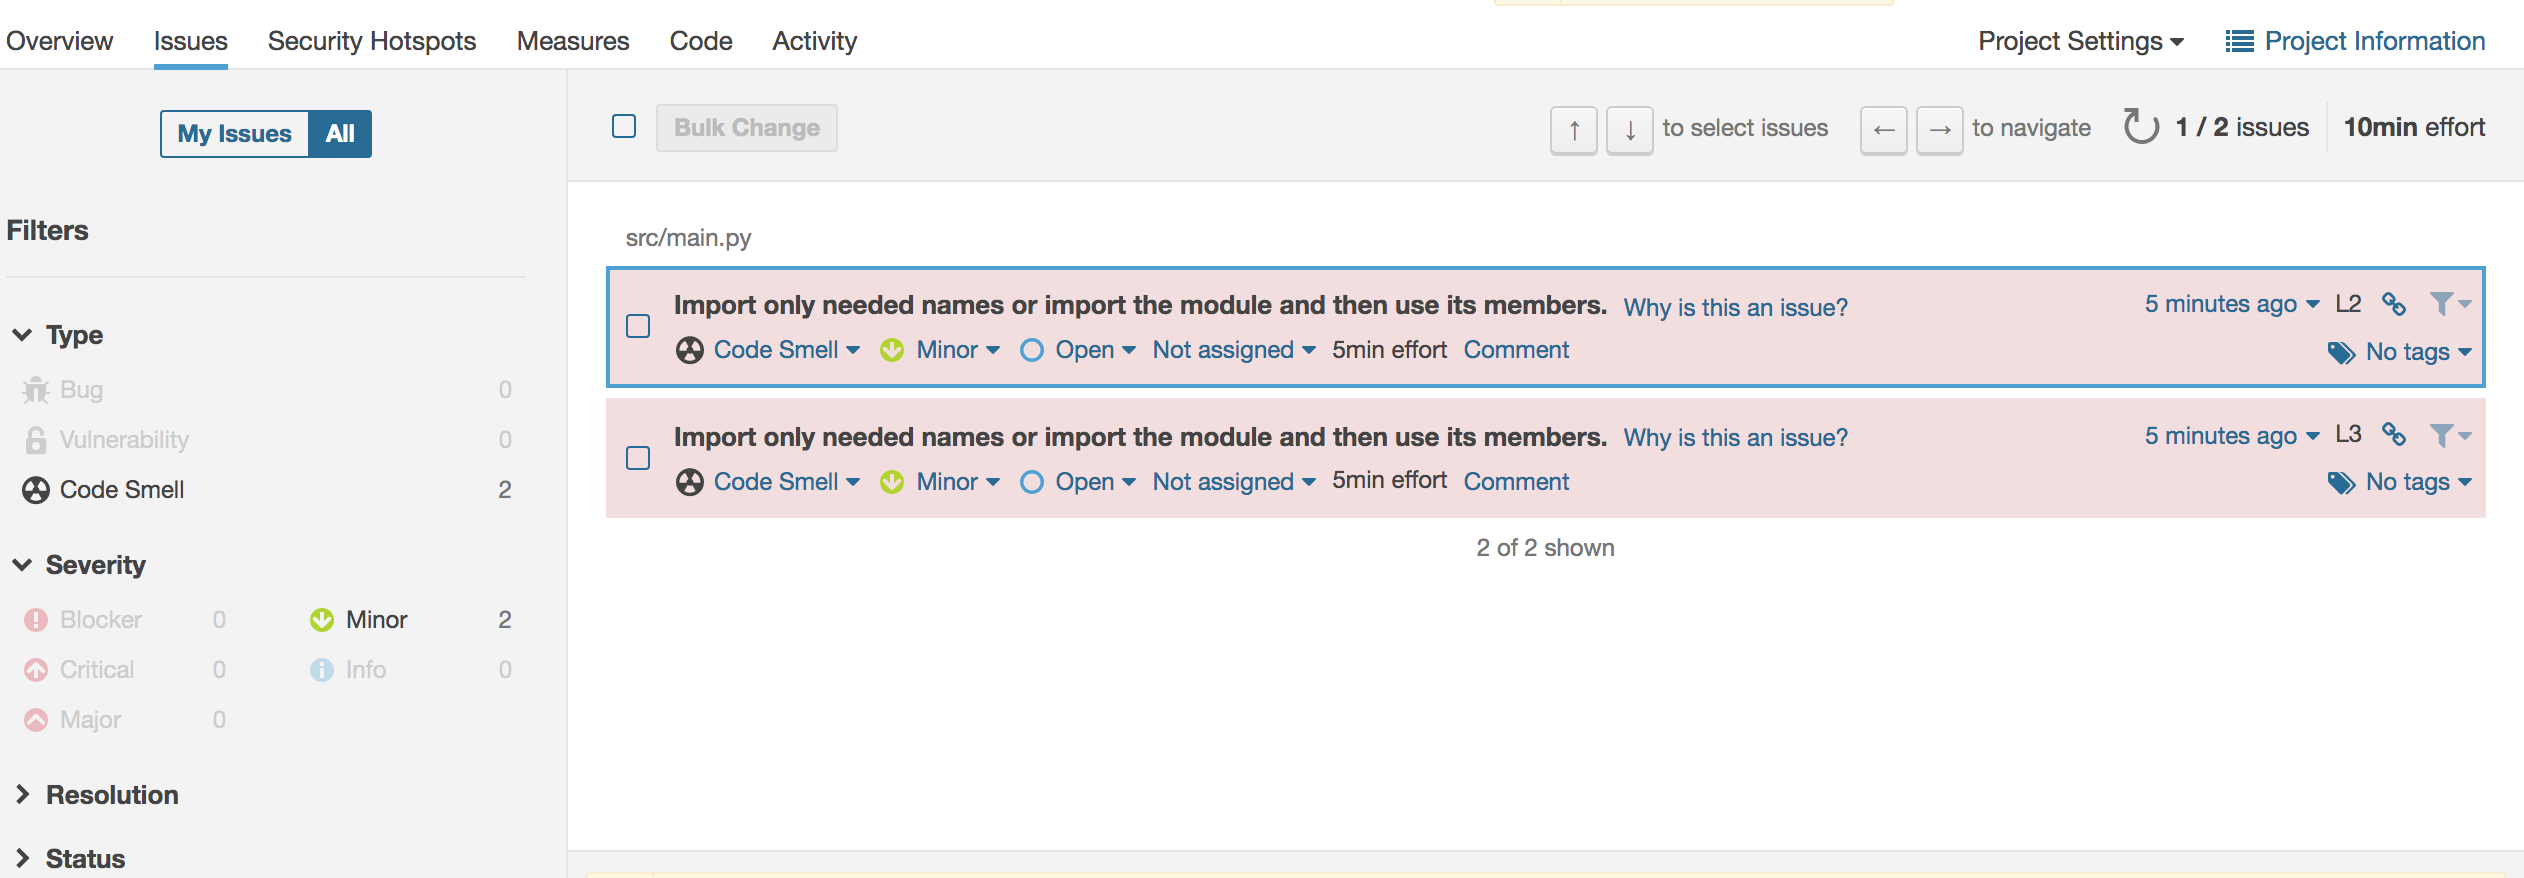 Overview Issues Security Hotspots Measures Code Activity Project Settings Project Information
My Issues All
Bulk Change ↑ ↓ to select issues ← → to navigate 1 / 2 issues 10min effort
Filters
Type
Bug 0
Vulnerability 0
Code Smell 2
Severity
Blocker 0 Minor 2
Critical 0 Info 0
Major 0
Resolution
Status
src/main.py
Import only needed names or import the module and then use its members. Why is this an issue? 5 minutes ago L2
Code Smell Minor Open Not assigned 5min effort Comment No tags
Import only needed names or import the module and then use its members. Why is this an issue? 5 minutes ago L3
Code Smell Minor Open Not assigned 5min effort Comment No tags
2 of 2 shown